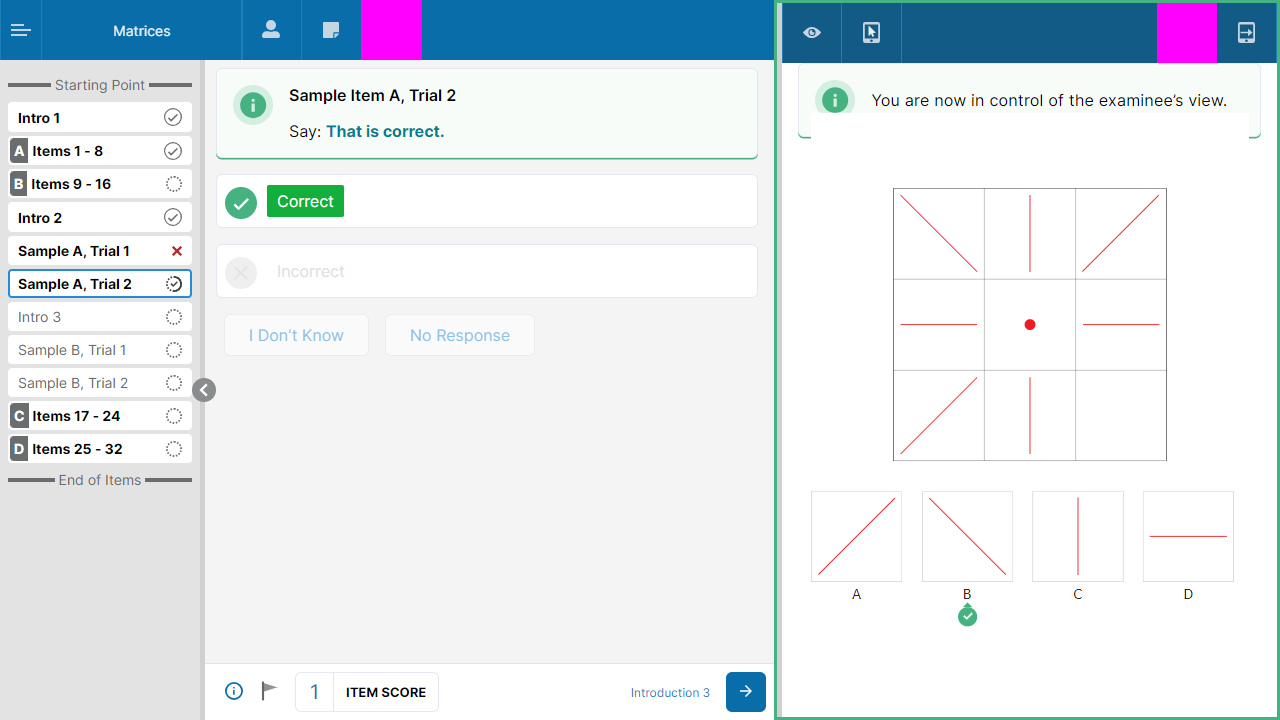 Matrices
Starting Point
Intro 1
A Items 1 - 8
B Items 9 - 16
Intro 2
Sample A, Trial 1
Sample A, Trial 2
Intro 3
Sample B, Trial 1
Sample B, Trial 2
C Items 17 - 24
D Items 25 - 32
End of Items
Sample Item A, Trial 2
Say: That is correct.
Correct
Incorrect
I Don’t Know
No Response
1 ITEM SCORE
Introduction 3
You are now in control of the examinee’s view.
A B C D